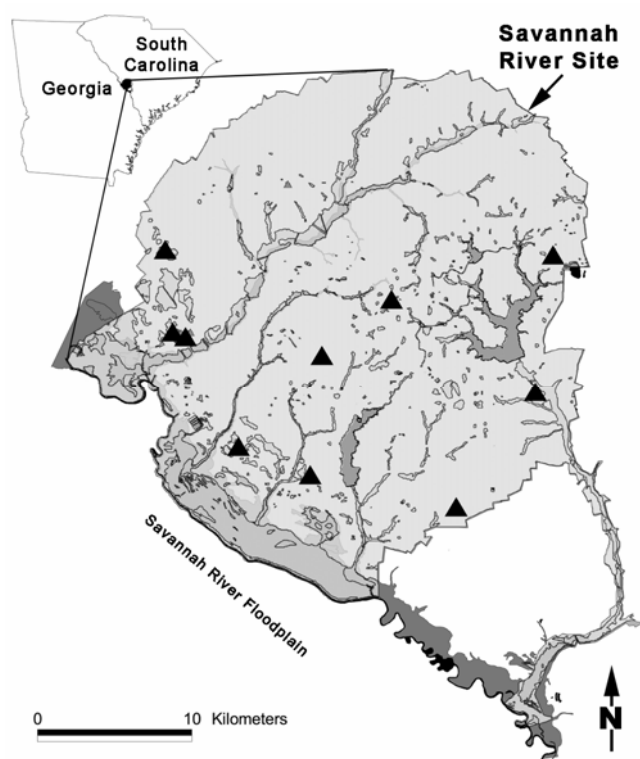 South
Carolina
Georgia
Savannah
River Site
Savannah River Floodplain
0 10 Kilometers
N